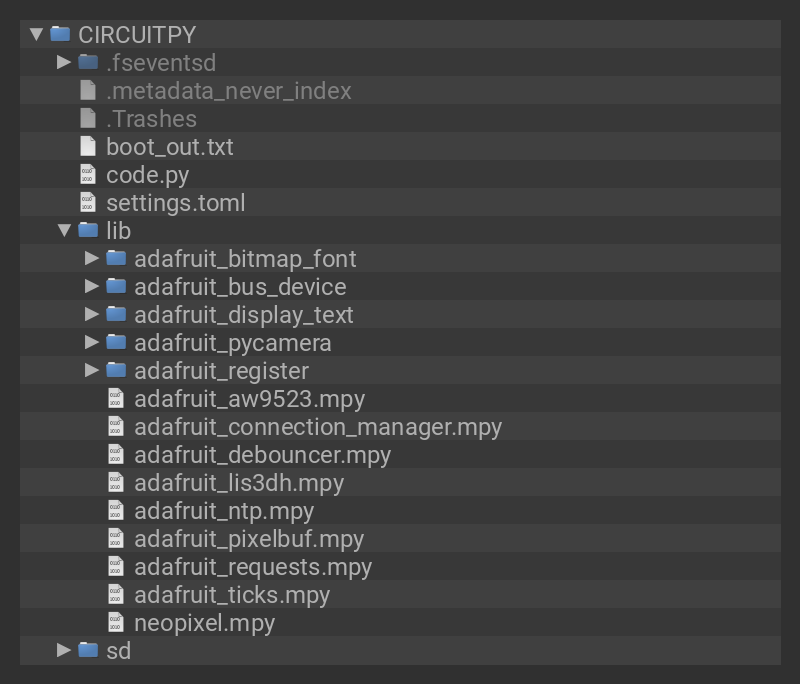 CIRCUITPY
.fseventsd
.metadata_never_index
.Trashes
boot_out.txt
code.py
settings.toml
lib
adafruit_bitmap_font
adafruit_bus_device
adafruit_display_text
adafruit_pycamera
adafruit_register
adafruit_aw9523.mpy
adafruit_connection_manager.mpy
adafruit_debouncer.mpy
adafruit_lis3dh.mpy
adafruit_ntp.mpy
adafruit_pixelbuf.mpy
adafruit_requests.mpy
adafruit_ticks.mpy
neopixel.mpy
sd